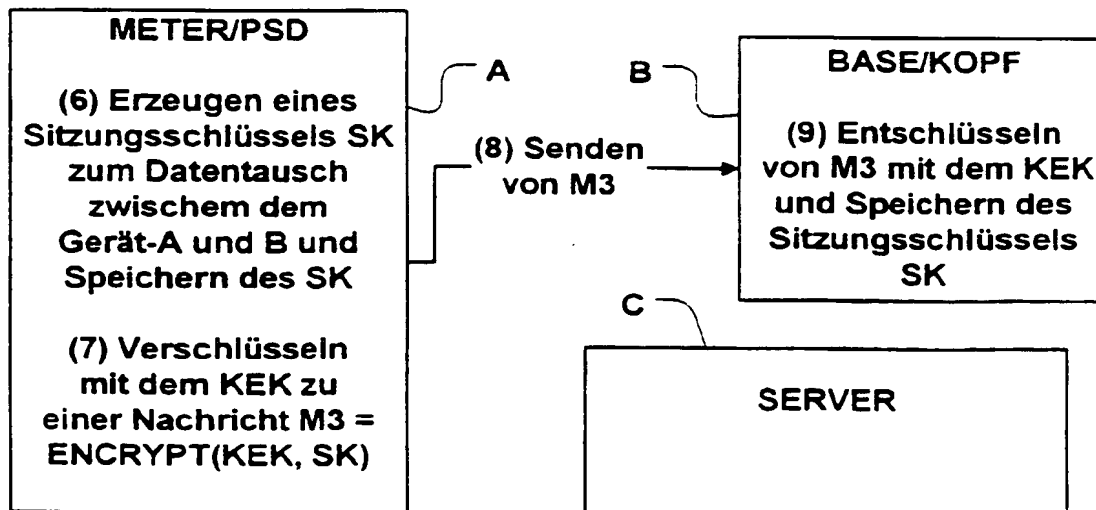 METER/PSD
(6) Erzeugen eines
Sitzungsschlüssels SK
zum Datentausch
zwischem dem
Gerät-A und B und
Speichern des SK
(7) Verschlüsseln
mit dem KEK zu
einer Nachricht M3 =
ENCRYPT(KEK, SK)
A
(8) Senden
von M3
B
BASE/KOPF
(9) Entschlüsseln
von M3 mit dem KEK
und Speichern des
Sitzungsschlüssels
SK
C
SERVER